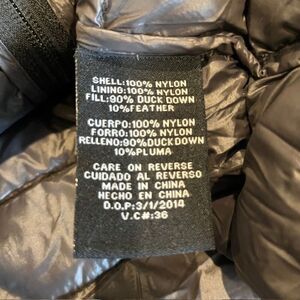 SHELL:100% NYLON
LINING:100% NYLON
FILL:90% DUCK DOWN
10%FEATHER
CUERPO:100% NYLON
FORRO:100% NYLON
RELLENO:90%DUCKDOWN
10%PLUMA
CARE ON REVERSE
CUIDADO AL REVERSO
MADE IN CHINA
HECHO EN CHINA
D.O.P:3/1/2014
V.C#:36